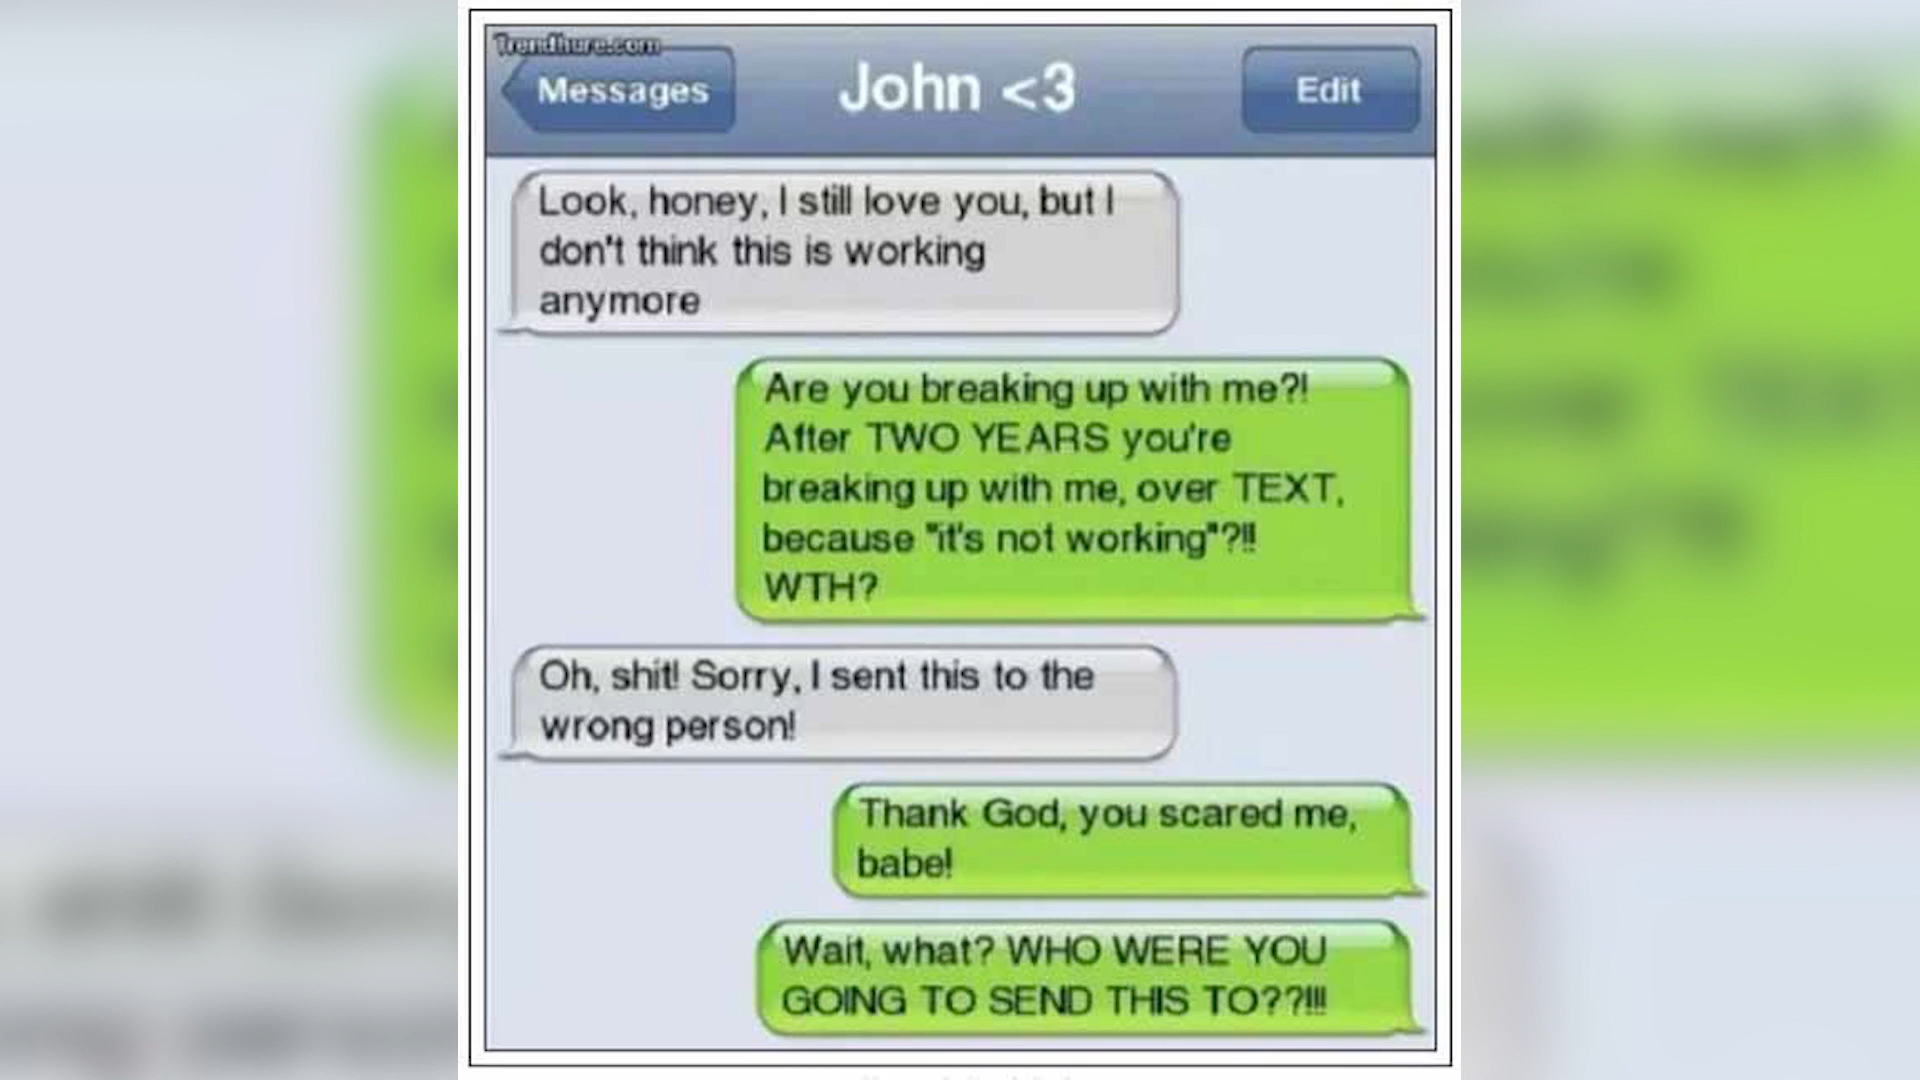 Trendhure.com
Messages
John <3
Edit
Look, honey, I still love you, but I
don't think this is working
anymore
Are you breaking up with me?!
After TWO YEARS you're
breaking up with me, over TEXT,
because "it's not working"?!!
WTH?
Oh, shit! Sorry, I sent this to the
wrong person!
Thank God, you scared me,
babe!
Wait, what? WHO WERE YOU
GOING TO SEND THIS TO??!!!